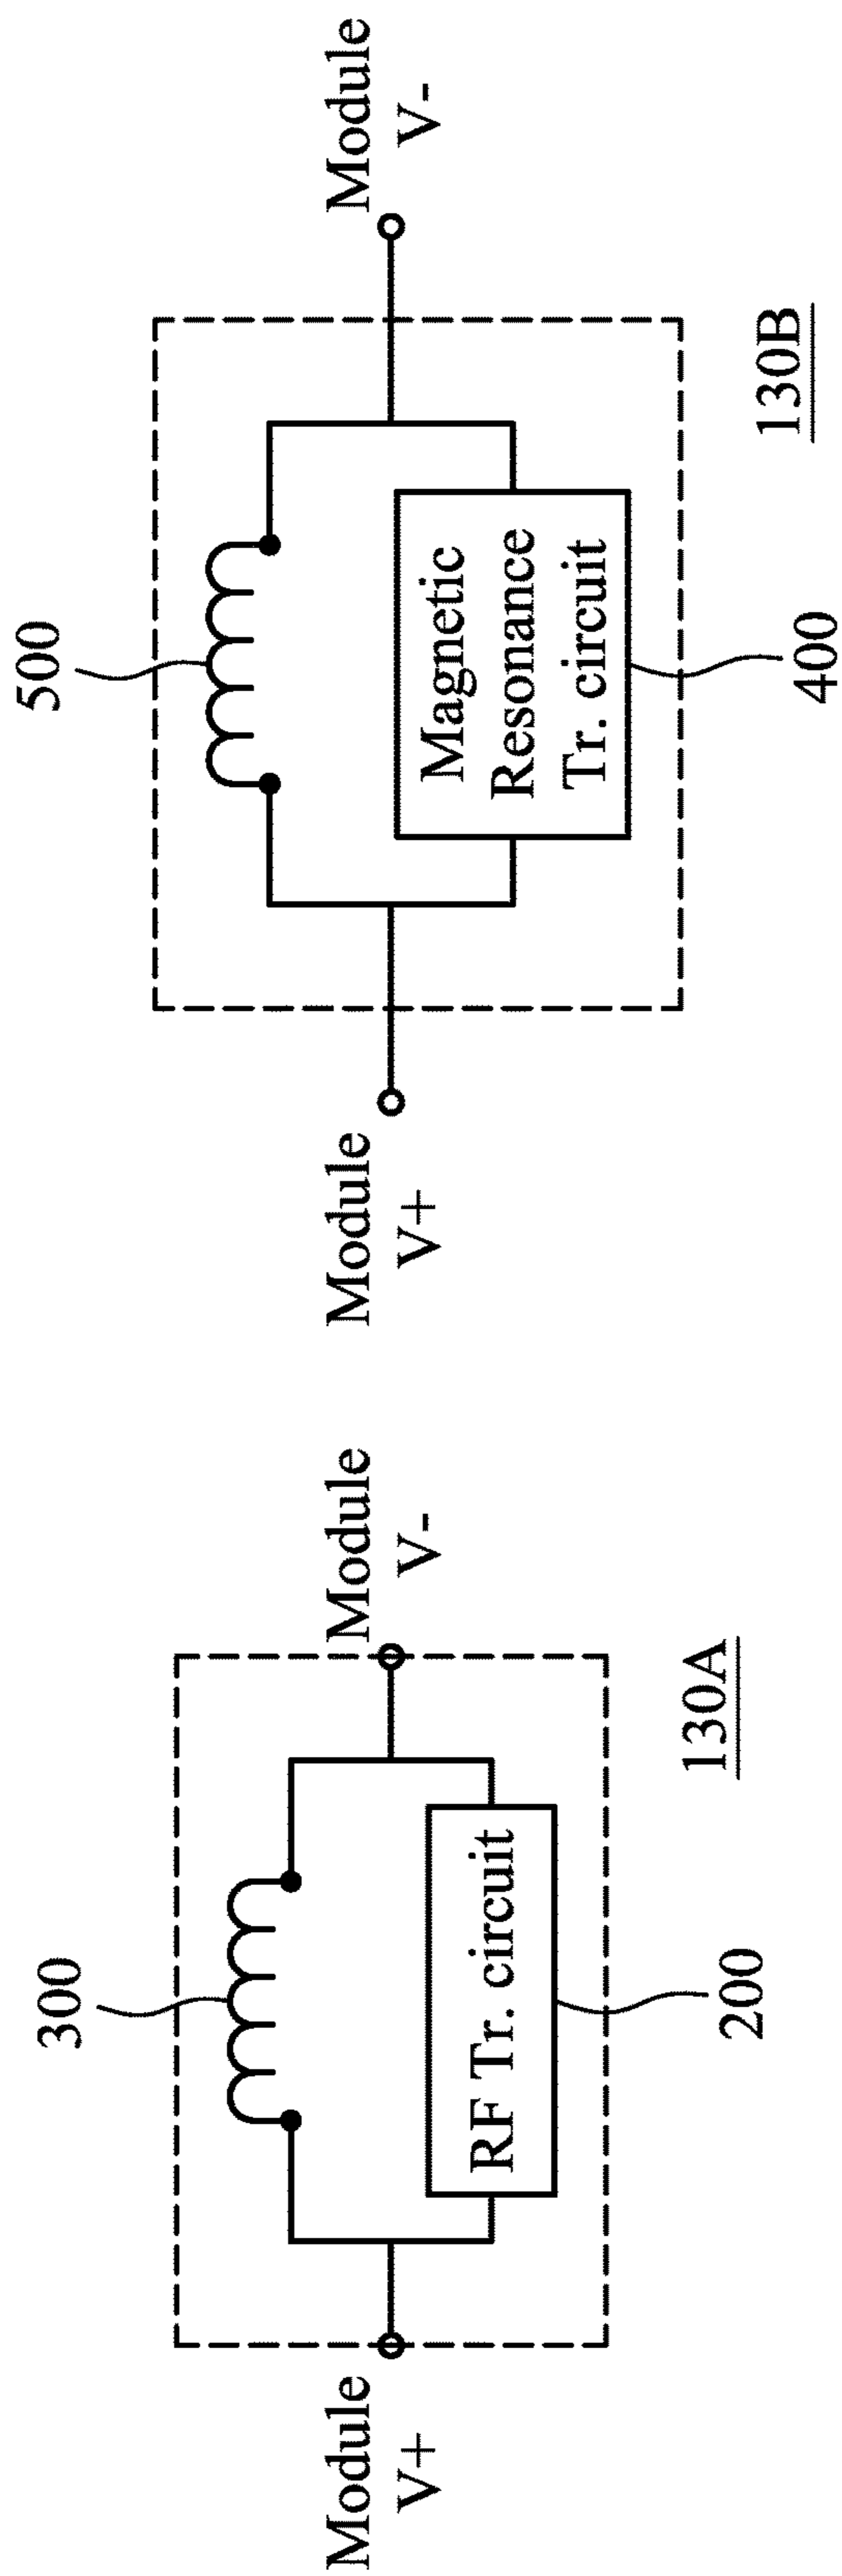 300
Module
V+
Module
V-
RF Tr. circuit
200
130A
500
Module
V+
Module
V-
Magnetic
Resonance
Tr. circuit
400
130B